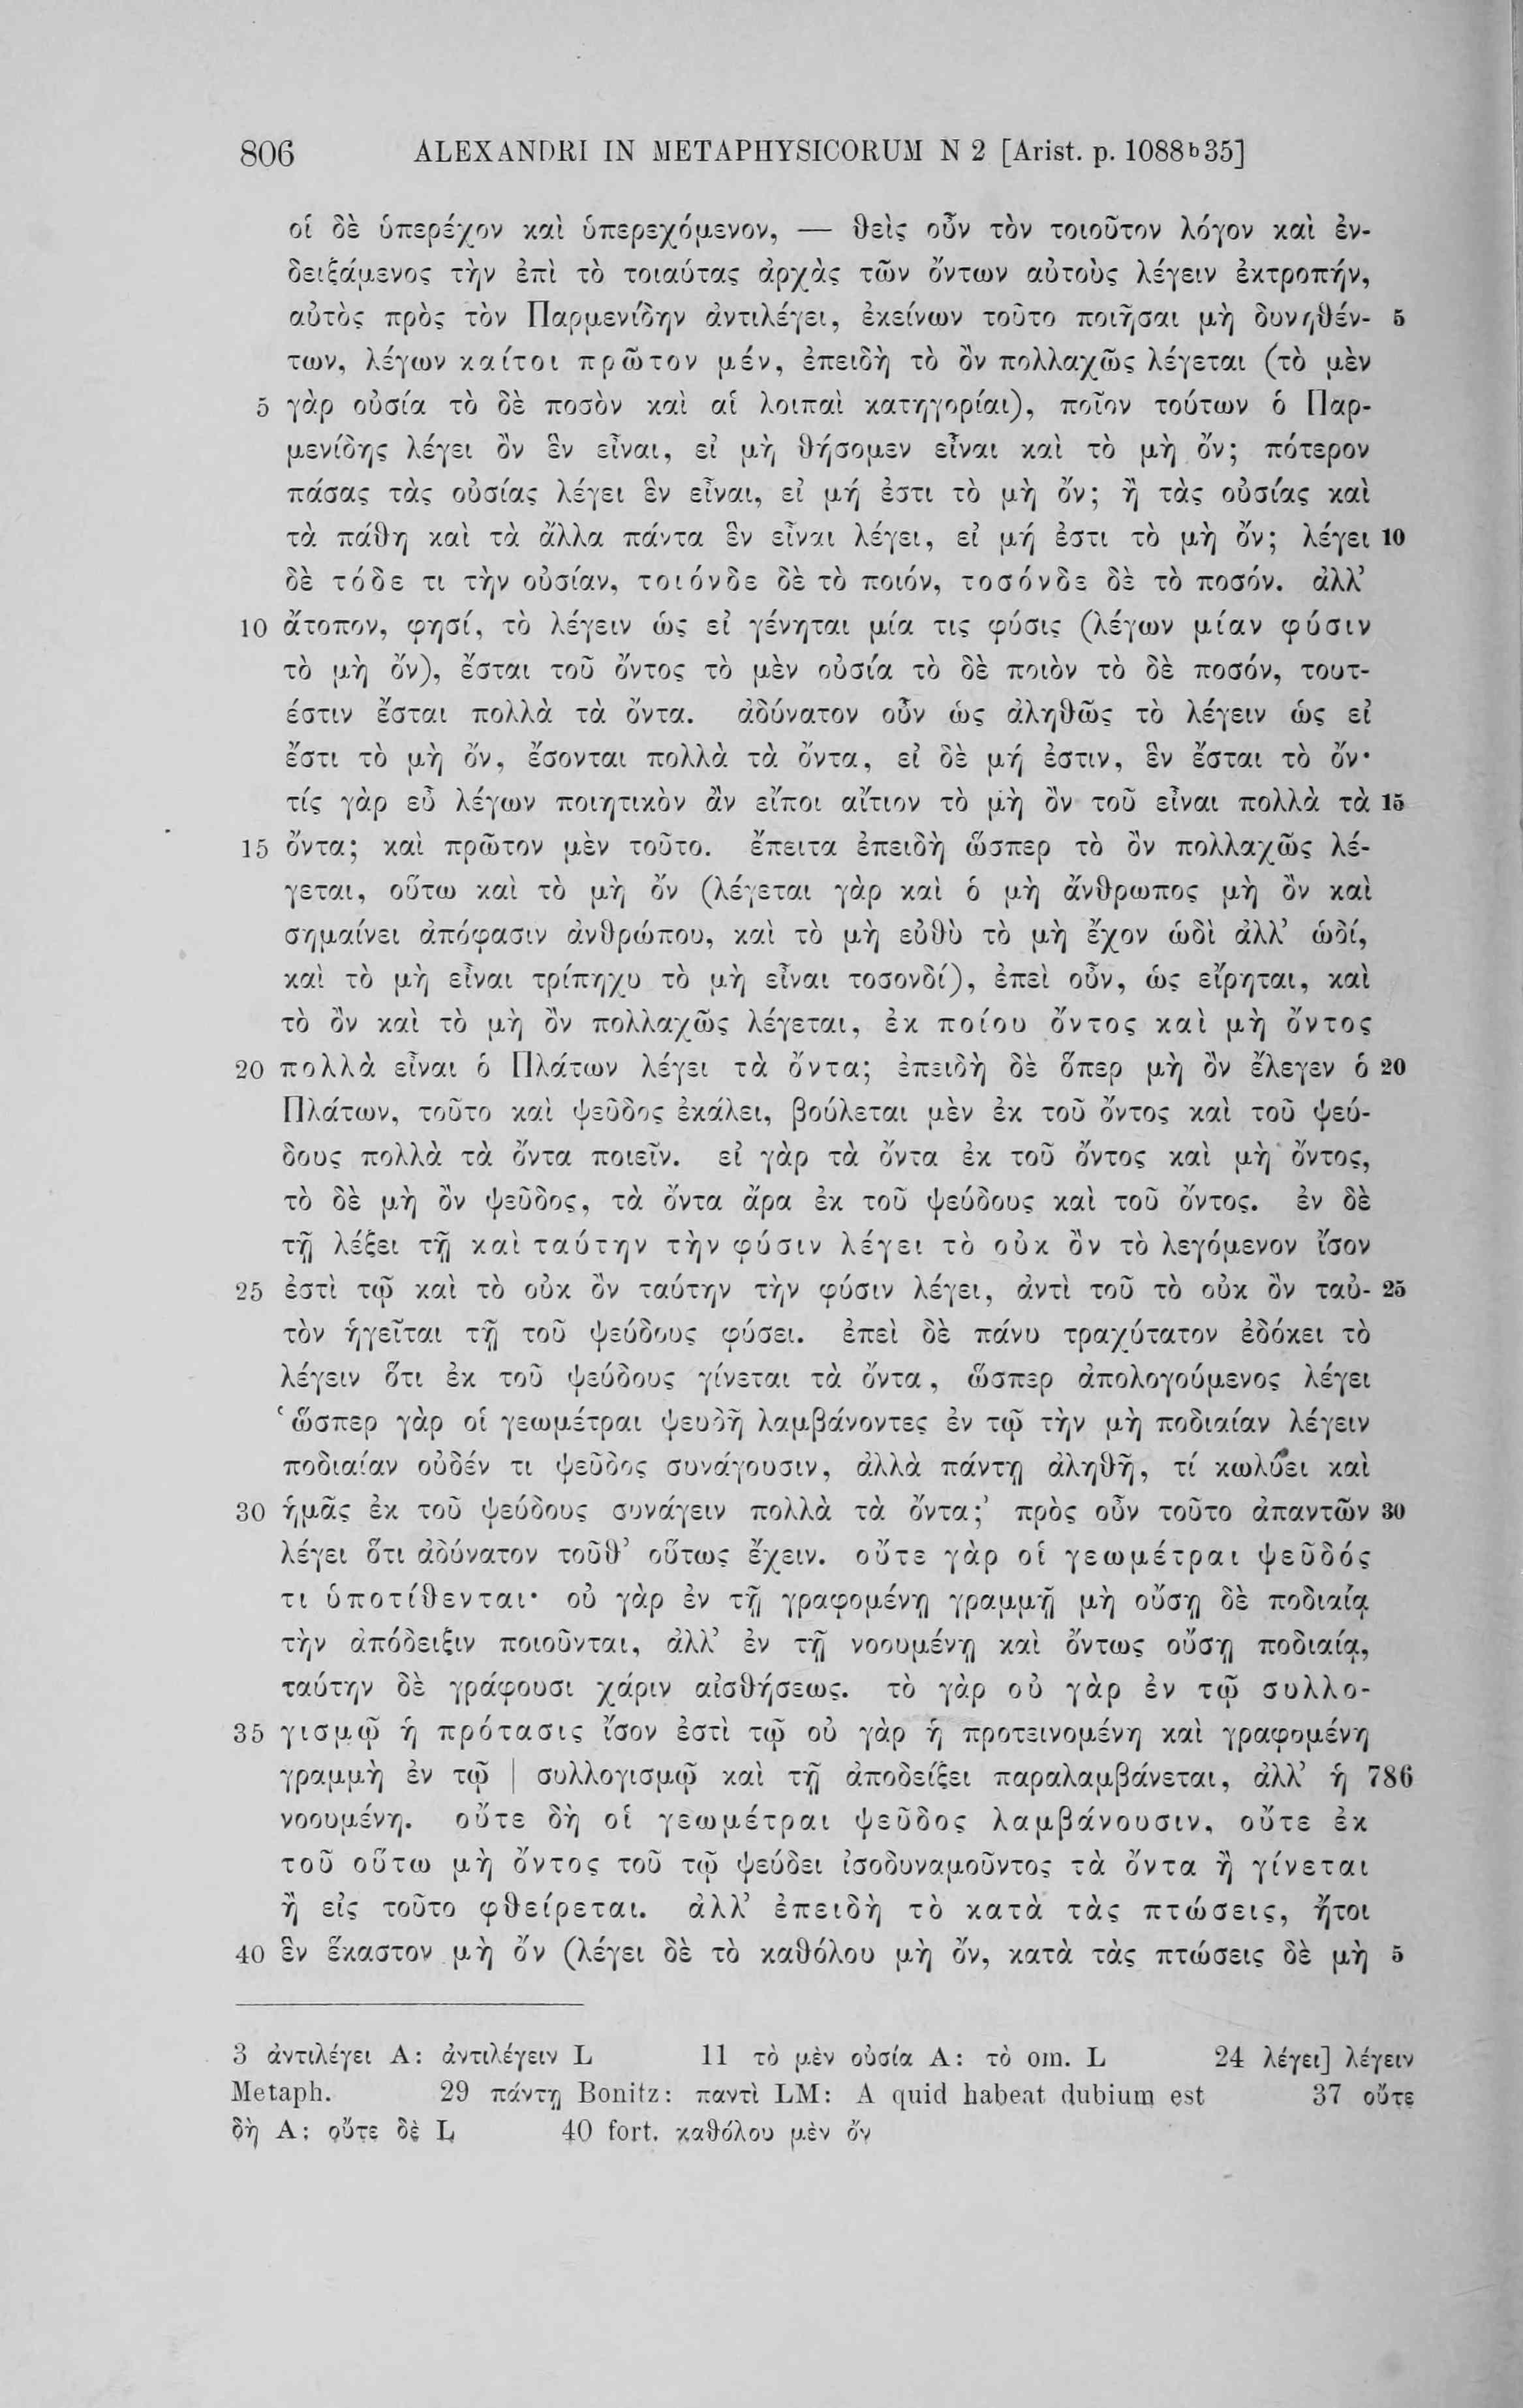 806 ALEXANDRI IN METAPHYSICORUM N 2 [Arist. p. 1088b35]
οἱ δὲ ὑπερέχον καὶ ὑπερεχόμενον, — θεὶς οὖν τὸν τοιοῦτον λόγον καὶ ἐν-
δειξάμενος τὴν ἐπὶ τὸ τοιαύτας ἀρχὰς τῶν ὄντων αὐτοὺς λέγειν ἐκτροπήν,
αὐτὸς πρὸς τὸν Παρμενίδην ἀντιλέγει, ἐκείνων τοῦτο ποιῆσαι μὴ δυνηθέν- 5
των, λέγων καίτοι πρῶτον μέν, ἐπειδὴ τὸ ὂν πολλαχῶς λέγεται (τὸ μὲν
5 γὰρ οὐσία τὸ δὲ ποσὸν καὶ αἱ λοιπαὶ κατηγορίαι), ποῖον τούτων ὁ Παρ-
μενίδης λέγει ὂν ἓν εἶναι, εἰ μὴ θήσομεν εἶναι καὶ τὸ μὴ ὄν; πότερον
πάσας τὰς οὐσίας λέγει ἓν εἶναι, εἰ μή ἐστι τὸ μὴ ὄν; ἢ τὰς οὐσίας καὶ
τὰ πάθη καὶ τὰ ἄλλα πάντα ἓν εἶναι λέγει, εἰ μή ἐστι τὸ μὴ ὄν; λέγει 10
δὲ τόδε τι τὴν οὐσίαν, τοιόνδε δὲ τὸ ποιόν, τοσόνδε δὲ τὸ ποσόν. ἀλλ’
10 ἄτοπον, φησί, τὸ λέγειν ὡς εἰ γένηται μία τις φύσις (λέγων μίαν φύσιν
τὸ μὴ ὄν), ἔσται τοῦ ὄντος τὸ μὲν οὐσία τὸ δὲ ποιὸν τὸ δὲ ποσόν, τουτ-
έστιν ἔσται πολλὰ τὰ ὄντα. ἀδύνατον οὖν ὡς ἀληθῶς τὸ λέγειν ὡς εἰ
ἔστι τὸ μὴ ὄν, ἔσονται πολλὰ τὰ ὄντα, εἰ δὲ μή ἐστιν, ἓν ἔσται τὸ ὄν·
τίς γὰρ εὖ λέγων ποιητικὸν ἂν εἴποι αἴτιον τὸ μὴ ὂν τοῦ εἶναι πολλὰ τὰ 15
15 ὄντα; καὶ πρῶτον μὲν τοῦτο. ἔπειτα ἐπειδὴ ὥσπερ τὸ ὂν πολλαχῶς λέ-
γεται, οὕτω καὶ τὸ μὴ ὄν (λέγεται γὰρ καὶ ὁ μὴ ἄνθρωπος μὴ ὂν καὶ
σημαίνει ἀπόφασιν ἀνθρώπου, καὶ τὸ μὴ εὐθὺ τὸ μὴ ἔχον ὡδὶ ἀλλ’ ὡδί,
καὶ τὸ μὴ εἶναι τρίπηχυ τὸ μὴ εἶναι τοσονδί), ἐπεὶ οὖν, ὡς εἴρηται, καὶ
τὸ ὂν καὶ τὸ μὴ ὂν πολλαχῶς λέγεται, ἐκ ποίου ὄντος καὶ μὴ ὄντος
20 πολλὰ εἶναι ὁ Πλάτων λέγει τὰ ὄντα; ἐπειδὴ δὲ ὅπερ μὴ ὂν ἔλεγεν ὁ 20
Πλάτων, τοῦτο καὶ ψεῦδος ἐκάλει, βούλεται μὲν ἐκ τοῦ ὄντος καὶ τοῦ ψεύ-
δους πολλὰ τὰ ὄντα ποιεῖν. εἰ γὰρ τὰ ὄντα ἐκ τοῦ ὄντος καὶ μὴ ὄντος,
τὸ δὲ μὴ ὂν ψεῦδος, τὰ ὄντα ἄρα ἐκ τοῦ ψεύδους καὶ τοῦ ὄντος. ἐν δὲ
τῇ λέξει τῇ καὶ ταύτην τὴν φύσιν λέγει τὸ οὐκ ὂν τὸ λεγόμενον ἴσον
25 ἐστὶ τῷ καὶ τὸ οὐκ ὂν ταύτην τὴν φύσιν λέγει, ἀντὶ τοῦ τὸ οὐκ ὂν ταὐ- 25
τὸν ἡγεῖται τῇ τοῦ ψεύδους φύσει. ἐπεὶ δὲ πάνυ τραχύτατον ἐδόκει τὸ
λέγειν ὅτι ἐκ τοῦ ψεύδους γίνεται τὰ ὄντα, ὥσπερ ἀπολογούμενος λέγει
‘ὥσπερ γὰρ οἱ γεωμέτραι ψευδῆ λαμβάνοντες ἐν τῷ τὴν μὴ ποδιαίαν λέγειν
ποδιαίαν οὐδέν τι ψεῦδος συνάγουσιν, ἀλλὰ πάντῃ ἀληθῆ, τί κωλύει καὶ
30 ἡμᾶς ἐκ τοῦ ψεύδους συνάγειν πολλὰ τὰ ὄντα;’ πρὸς οὖν τοῦτο ἀπαντῶν 30
λέγει ὅτι ἀδύνατον τοῦθ’ οὕτως ἔχειν. οὔτε γὰρ οἱ γεωμέτραι ψεῦδός
τι ὑποτίθενται· οὐ γὰρ ἐν τῇ γραφομένῃ γραμμῇ μὴ οὔσῃ δὲ ποδιαίᾳ
τὴν ἀπόδειξιν ποιοῦνται, ἀλλ’ ἐν τῇ νοουμένῃ καὶ ὄντως οὔσῃ ποδιαίᾳ,
ταύτην δὲ γράφουσι χάριν αἰσθήσεως. τὸ γὰρ οὐ γὰρ ἐν τῷ συλλο-
35 γισμῷ ἡ πρότασις ἴσον ἐστὶ τῷ οὐ γὰρ ἡ προτεινομένη καὶ γραφομένη
γραμμὴ ἐν τῷ | συλλογισμῷ καὶ τῇ ἀποδείξει παραλαμβάνεται, ἀλλ’ ἡ 786
νοουμένη. οὔτε δὴ οἱ γεωμέτραι ψεῦδος λαμβάνουσιν, οὔτε ἐκ
τοῦ οὕτω μὴ ὄντος τοῦ τῷ ψεύδει ἰσοδυναμοῦντος τὰ ὄντα ἢ γίνεται
ἢ εἰς τοῦτο φθείρεται. ἀλλ’ ἐπειδὴ τὸ κατὰ τὰς πτώσεις, ἤτοι
40 ἓν ἕκαστον μὴ ὄν (λέγει δὲ τὸ καθόλου μὴ ὄν, κατὰ τὰς πτώσεις δὲ μὴ 5
3 ἀντιλέγει A: ἀντιλέγειν L 11 τὸ μὲν οὐσία A: τὸ om. L 24 λέγει] λέγειν
Metaph. 29 πάντῃ Bonitz: παντὶ LM: A quid habeat dubium est 37 οὔτε
δὴ A: οὔτε δὲ L 40 fort. καθόλου μὲν ὄν